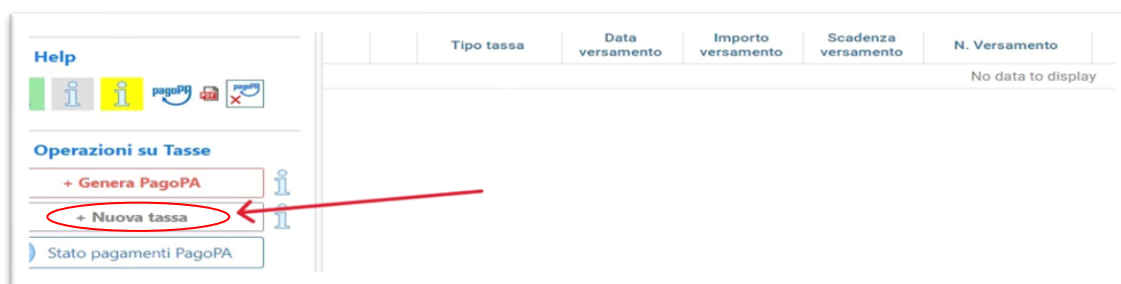 Help
pagoPA
Operazioni su Tasse
+ Genera PagoPA
+ Nuova tassa
Stato pagamenti PagoPA
Tipo tassa
Data versamento
Importo versamento
Scadenza versamento
N. Versamento
No data to display